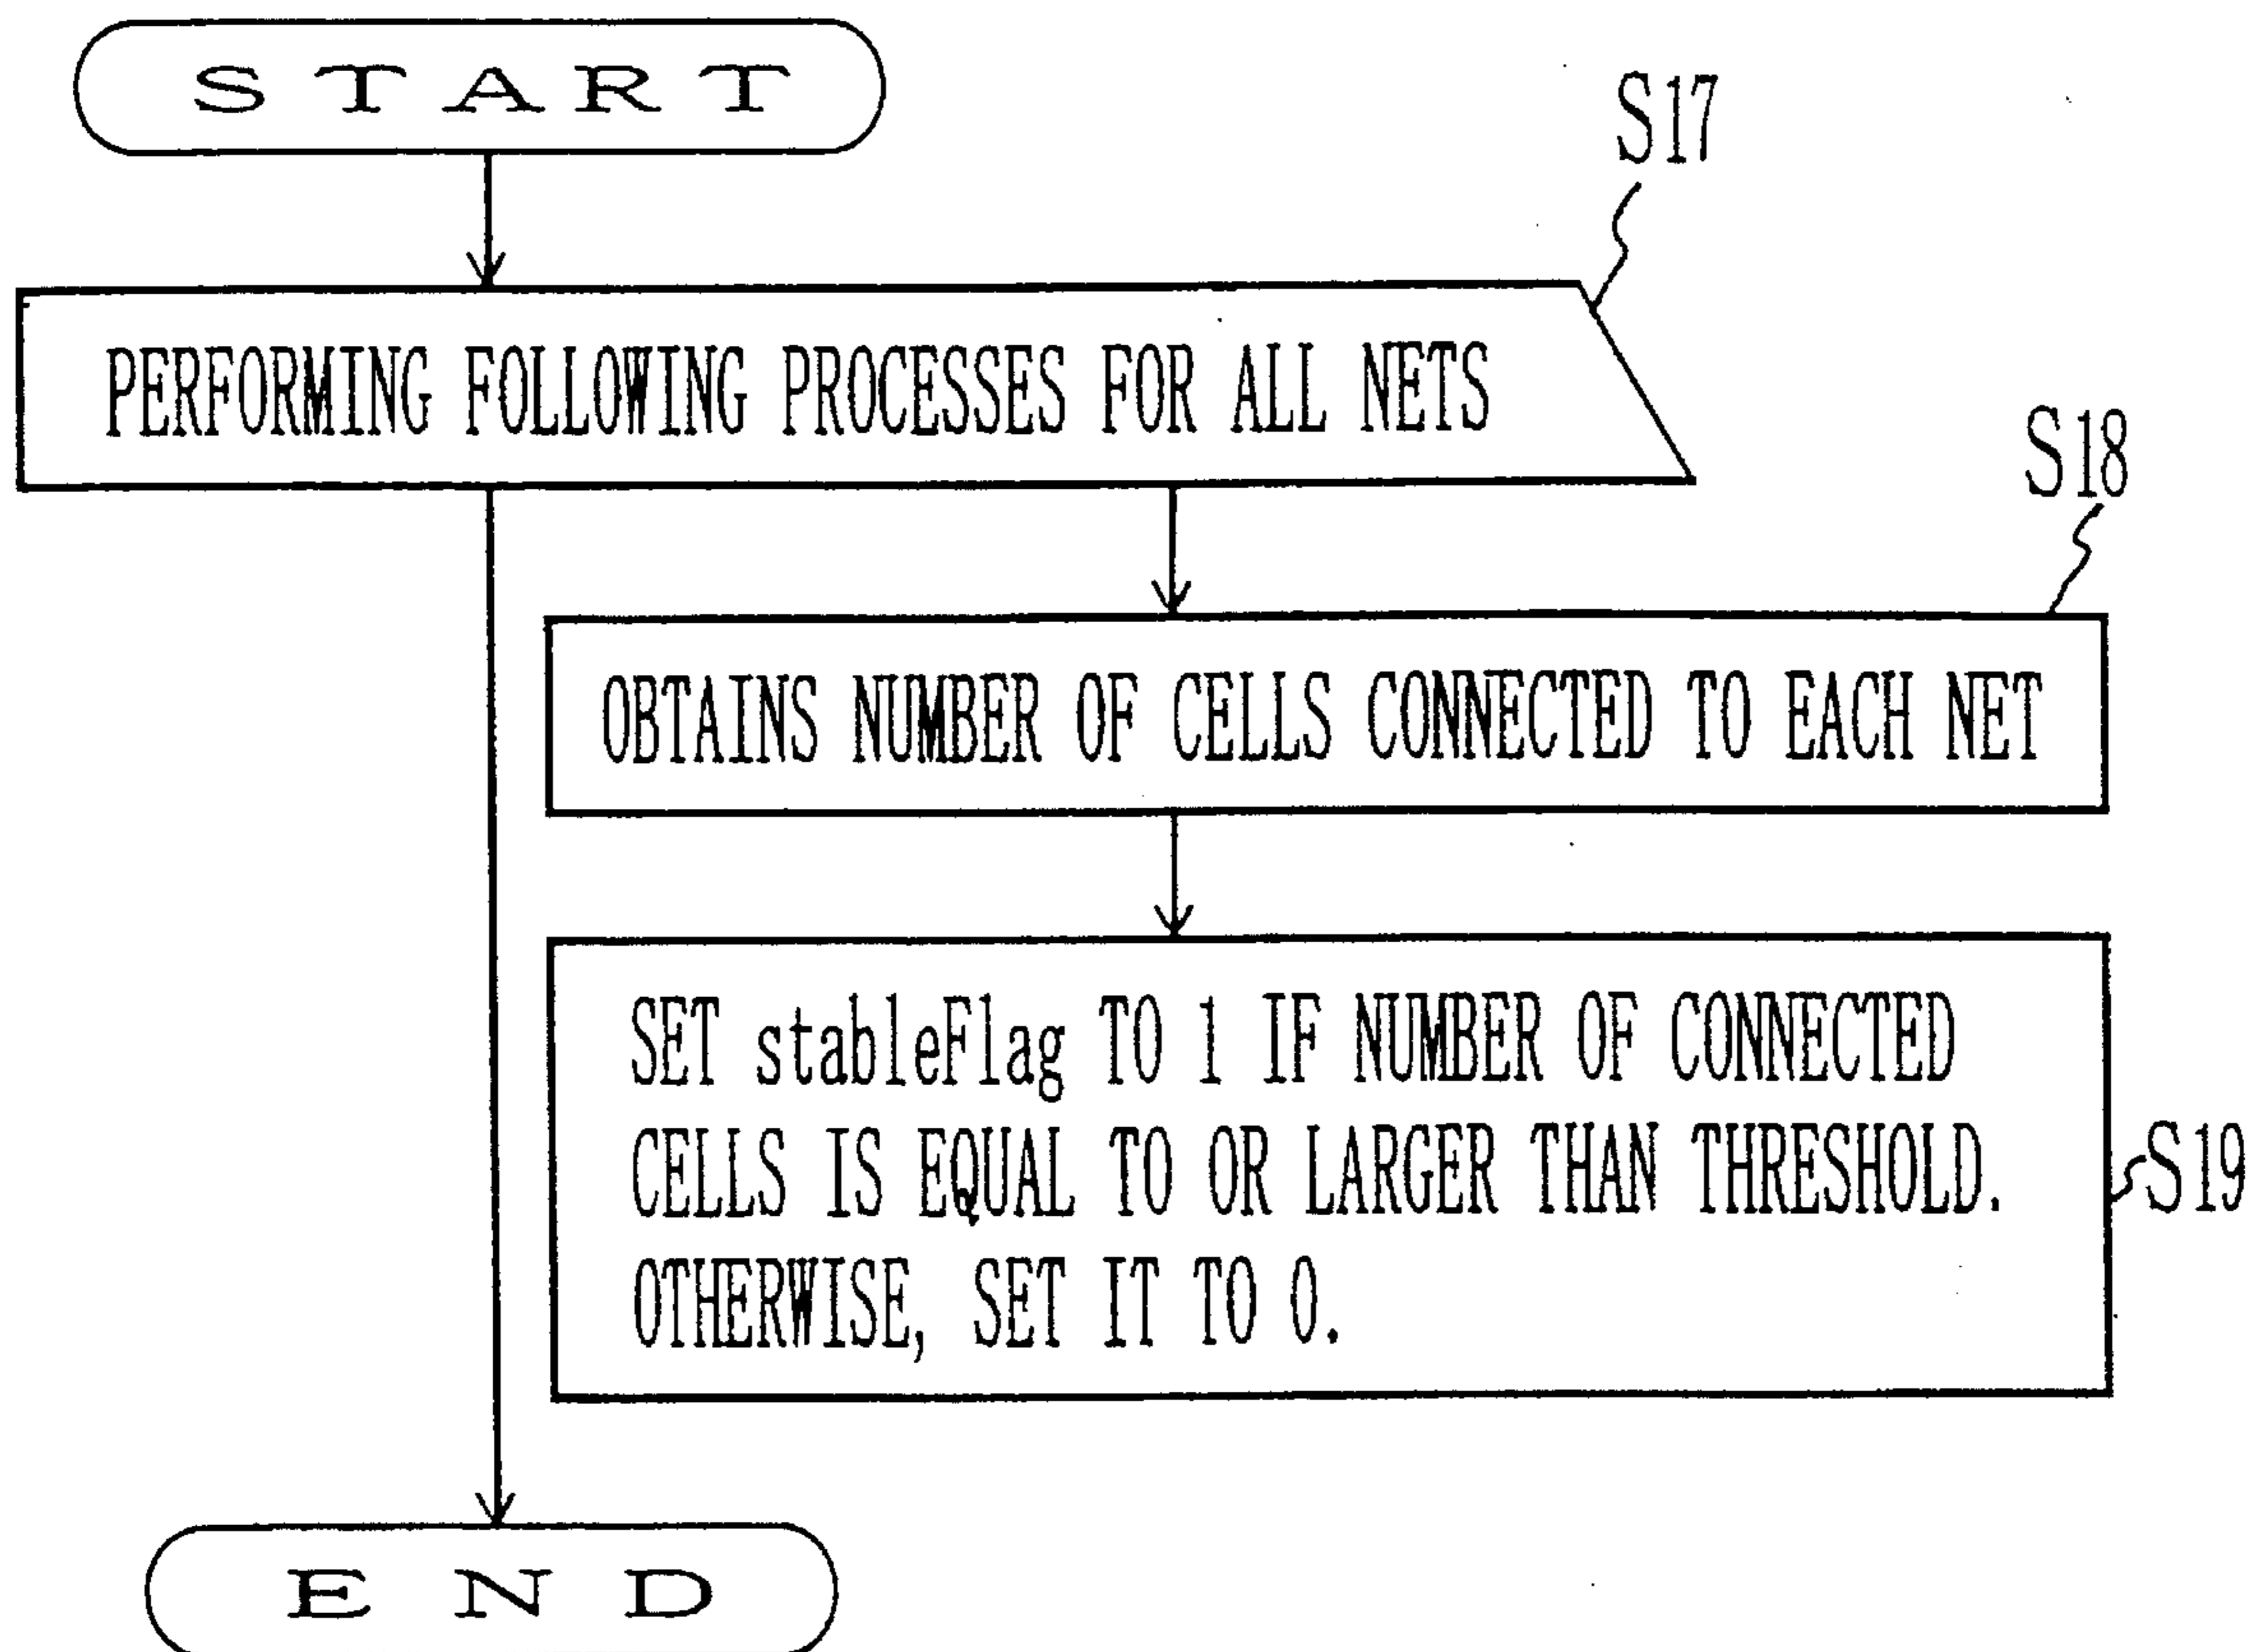 START
S17
PERFORMING FOLLOWING PROCESSES FOR ALL NETS
S18
OBTAINS NUMBER OF CELLS CONNECTED TO EACH NET
SET stableFlag TO 1 IF NUMBER OF CONNECTED
CELLS IS EQUAL TO OR LARGER THAN THRESHOLD.
OTHERWISE, SET IT TO 0.
S19
END